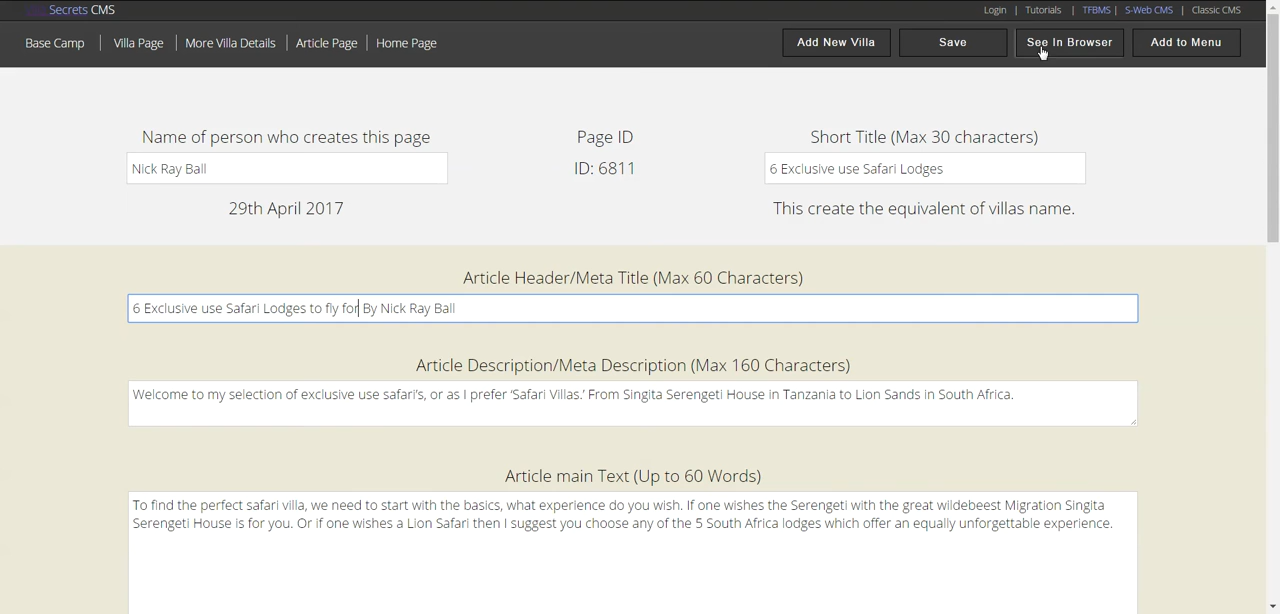 Secrets CMS
Login | Tutorials | TFBMS | S-Web CMS | Classic CMS
Base Camp | Villa Page | More Villa Details | Article Page | Home Page
Add New Villa Save See In Browser Add to Menu
Name of person who creates this page
Nick Ray Ball
29th April 2017
Page ID
ID: 6811
Short Title (Max 30 characters)
6 Exclusive use Safari Lodges
This create the equivalent of villas name.
Article Header/Meta Title (Max 60 Characters)
6 Exclusive use Safari Lodges to fly for By Nick Ray Ball
Article Description/Meta Description (Max 160 Characters)
Welcome to my selection of exclusive use safari's, or as I prefer ‘Safari Villas.’ From Singita Serengeti House in Tanzania to Lion Sands in South Africa.
Article main Text (Up to 60 Words)
To find the perfect safari villa, we need to start with the basics, what experience do you wish. If one wishes the Serengeti with the great wildebeest Migration Singita
Serengeti House is for you. Or if one wishes a Lion Safari then I suggest you choose any of the 5 South Africa lodges which offer an equally unforgettable experience.